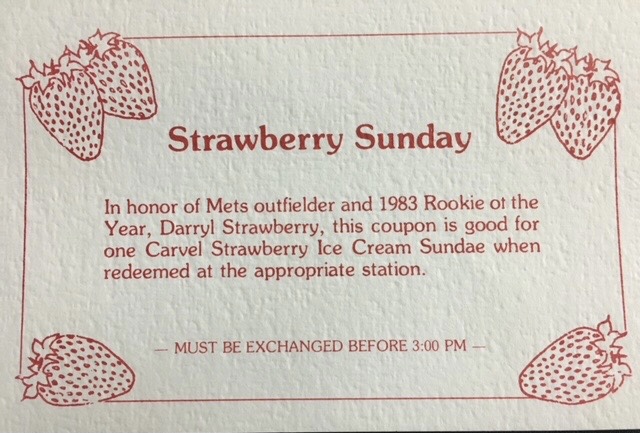 Strawberry Sunday
In honor of Mets outfielder and 1983 Rookie of the
Year, Darryl Strawberry, this coupon is good for
one Carvel Strawberry Ice Cream Sundae when
redeemed at the appropriate station.
— MUST BE EXCHANGED BEFORE 3:00 PM —